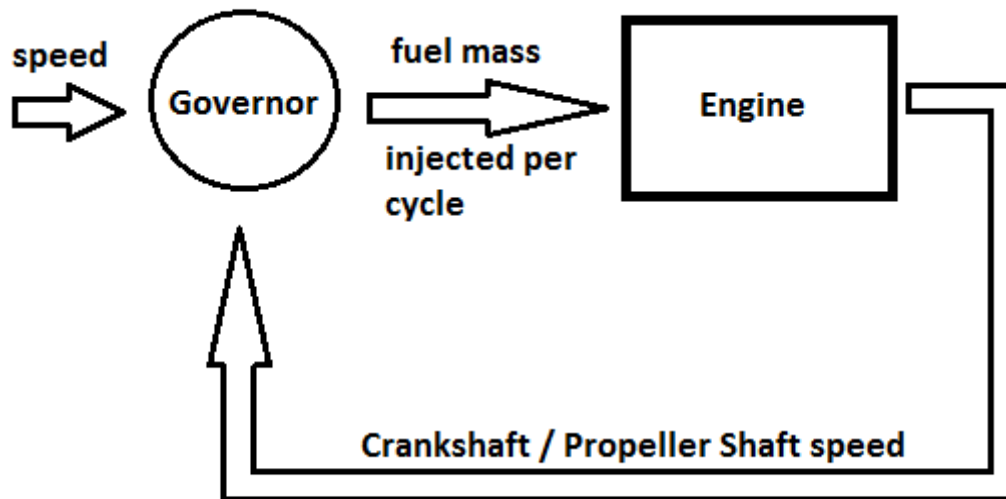 speed
Governor
fuel mass
injected per
cycle
Engine
Crankshaft / Propeller Shaft speed